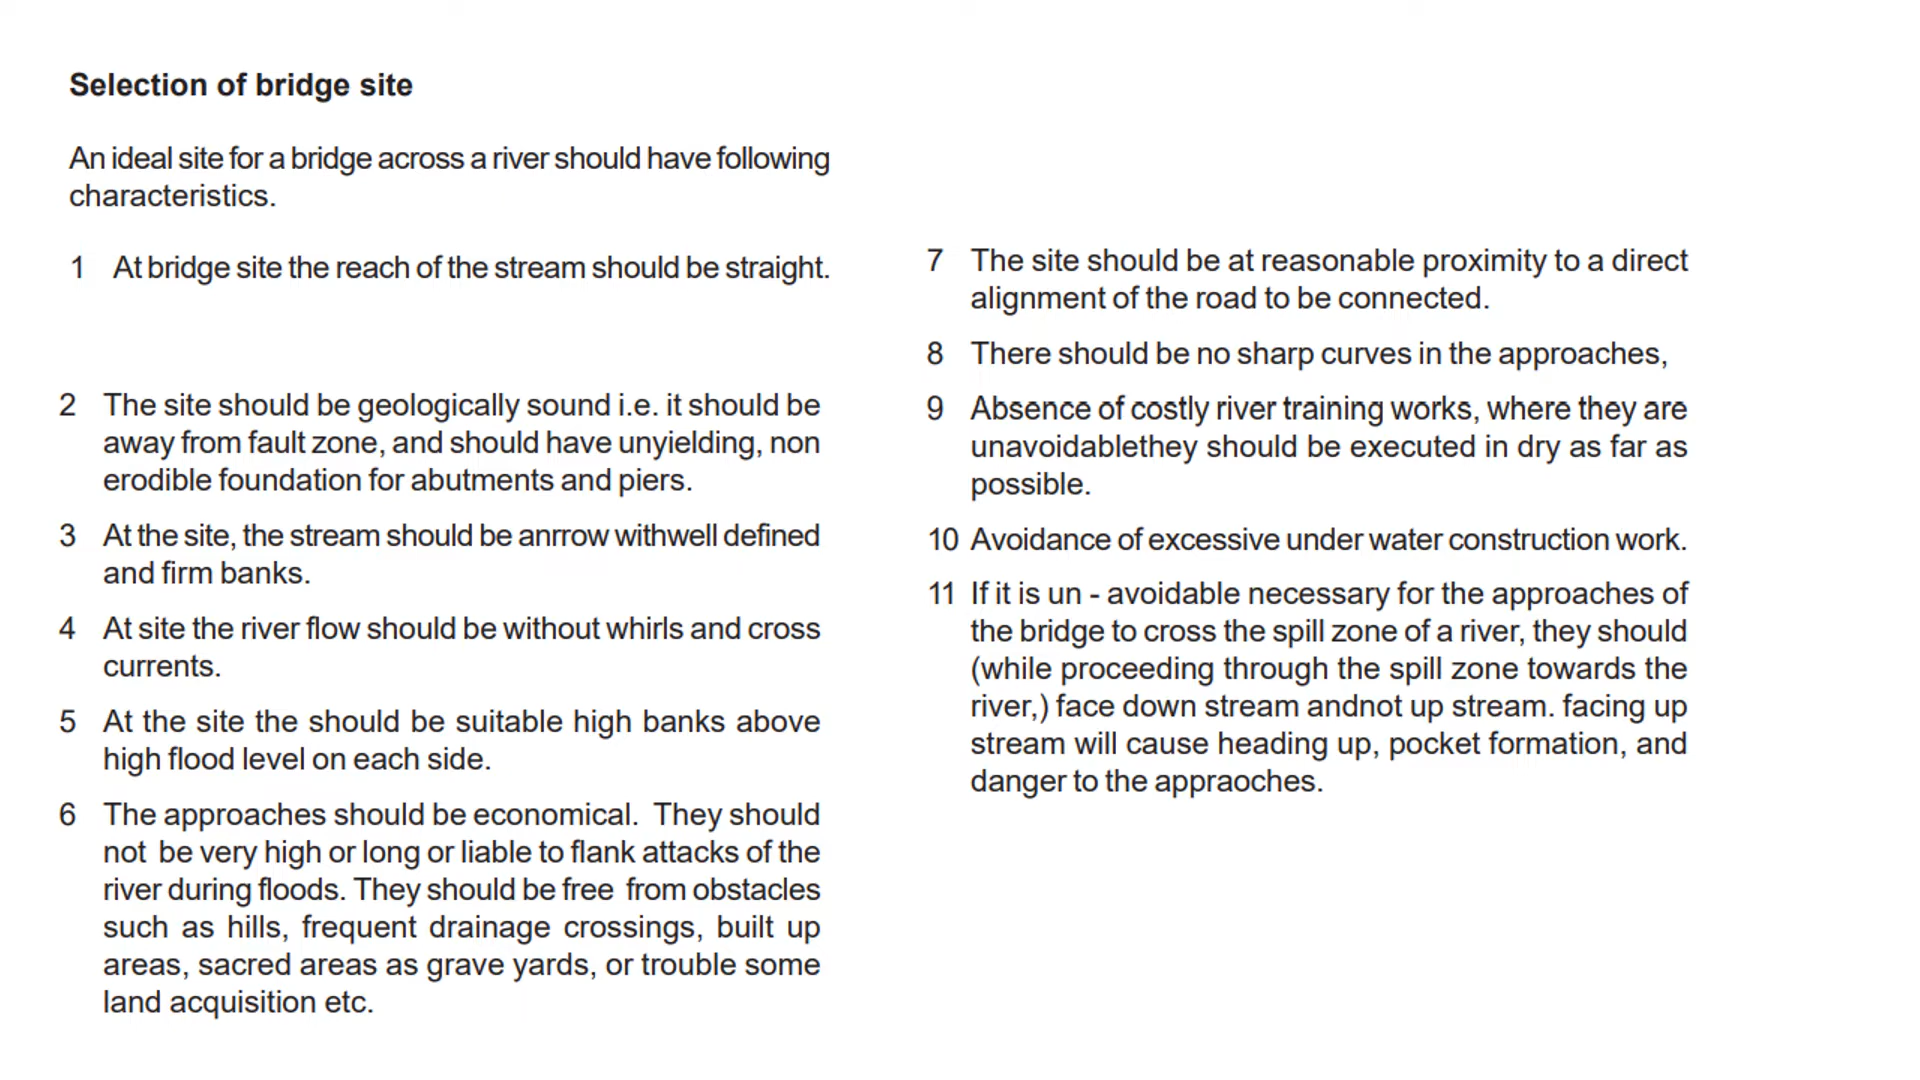 Selection of bridge site
An ideal site for a bridge across a river should have following
characteristics.
1 At bridge site the reach of the stream should be straight.
2 The site should be geologically sound i.e. it should be
away from fault zone, and should have unyielding, non
erodible foundation for abutments and piers.
3 At the site, the stream should be anrrow withwell defined
and firm banks.
4 At site the river flow should be without whirls and cross
currents.
5 At the site the should be suitable high banks above
high flood level on each side.
6 The approaches should be economical. They should
not be very high or long or liable to flank attacks of the
river during floods. They should be free from obstacles
such as hills, frequent drainage crossings, built up
areas, sacred areas as grave yards, or trouble some
land acquisition etc.
7 The site should be at reasonable proximity to a direct
alignment of the road to be connected.
8 There should be no sharp curves in the approaches,
9 Absence of costly river training works, where they are
unavoidablethey should be executed in dry as far as
possible.
10 Avoidance of excessive under water construction work.
11 If it is un - avoidable necessary for the approaches of
the bridge to cross the spill zone of a river, they should
(while proceeding through the spill zone towards the
river,) face down stream andnot up stream. facing up
stream will cause heading up, pocket formation, and
danger to the appraoches.